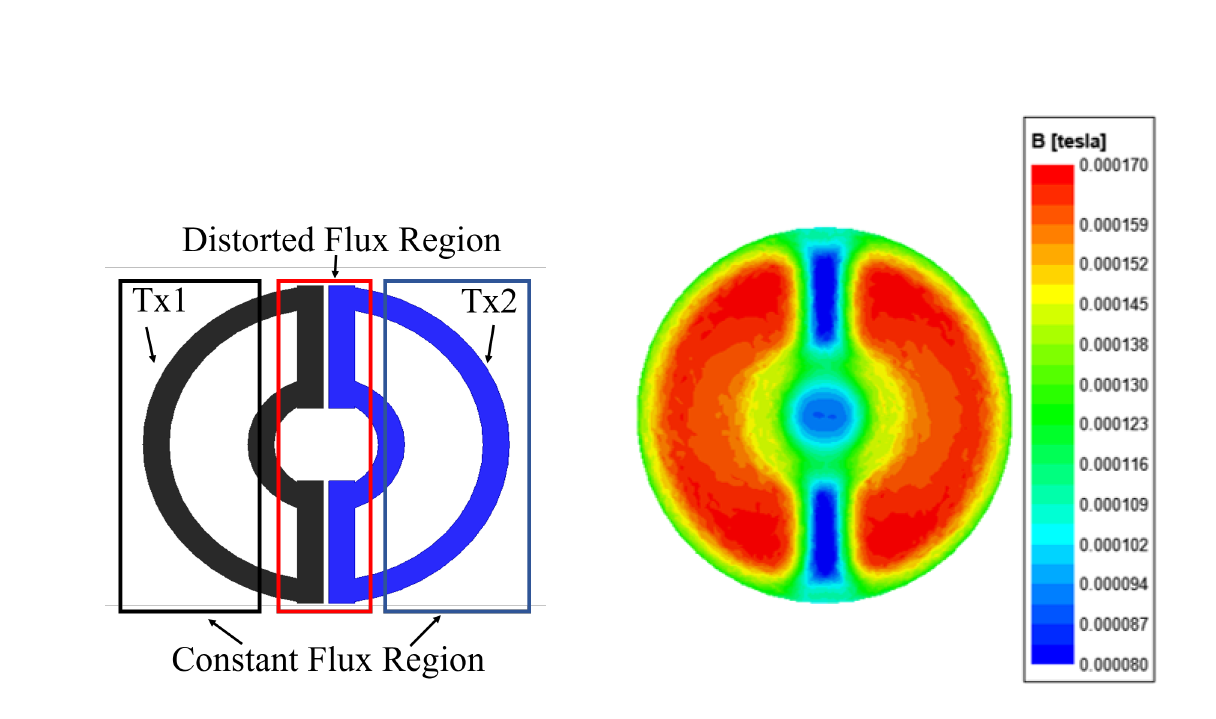 Distorted Flux Region
Tx1
Tx2
Constant Flux Region
B [tesla]
0.000170
0.000159
0.000152
0.000145
0.000138
0.000130
0.000123
0.000116
0.000109
0.000102
0.000094
0.000087
0.000080